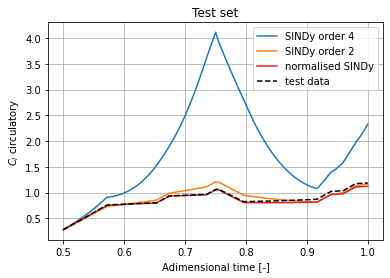 Test set
SINDy order 4
SINDy order 2
normalised SINDy
test data
4.0
3.5
3.0
2.5
2.0
1.5
1.0
0.5
C_l circulatory
0.5
0.6
0.7
0.8
0.9
1.0
Adimensional time [-]